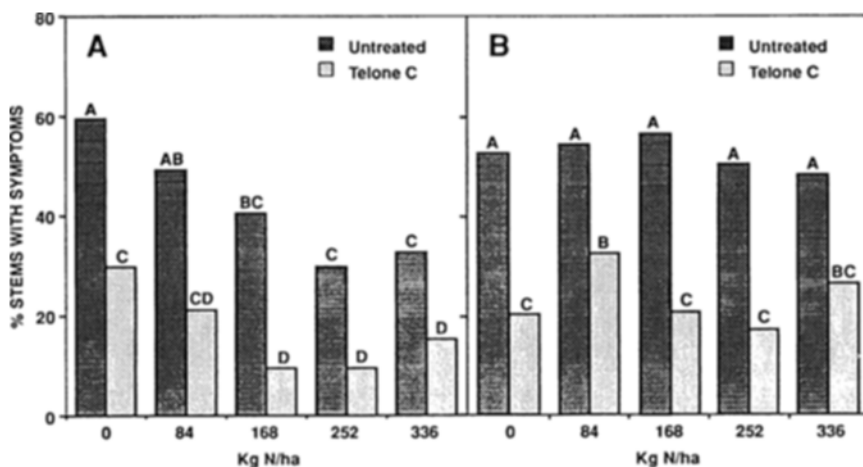 80
60
40
20
0
% STEMS WITH SYMPTOMS
A
Untreated
Telone C
A
C
AB
CD
BC
D
C
D
C
D
0 84 168 252 336
Kg N/ha
B
Untreated
Telone C
A
C
A
B
A
C
A
C
A
BC
0 84 168 252 336
Kg N/ha